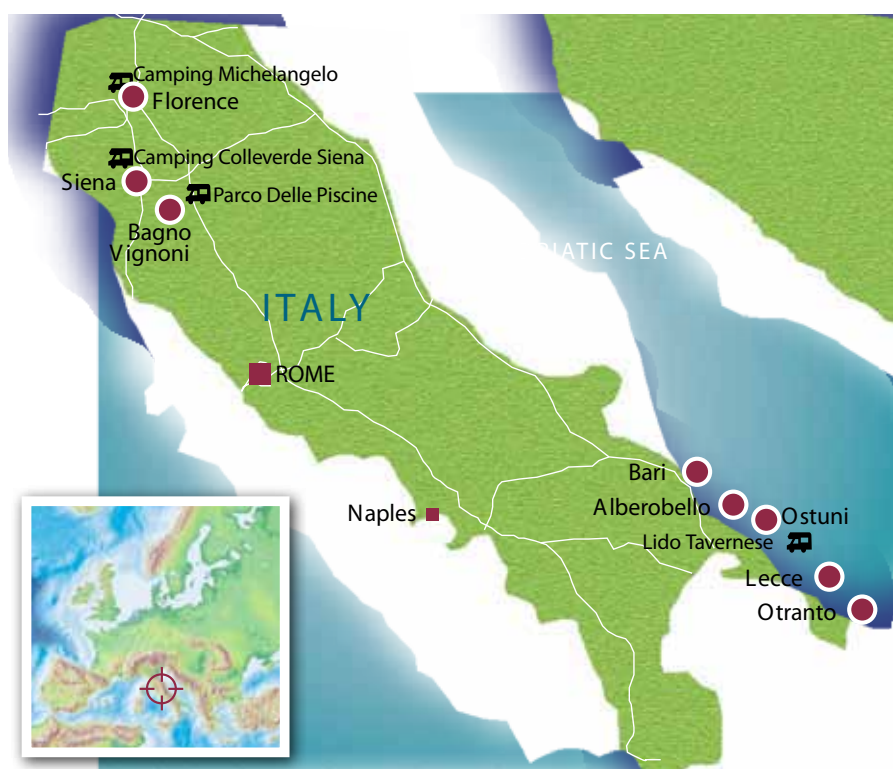 Camping Michelangelo
Florence
Camping Colleverde Siena
Siena
Parco Delle Piscine
Bagno
Vignoni
RIATIC SEA
ITALY
ROME
Bari
Naples
Alberobello
Ostuni
Lido Tavernese
Lecce
Otranto